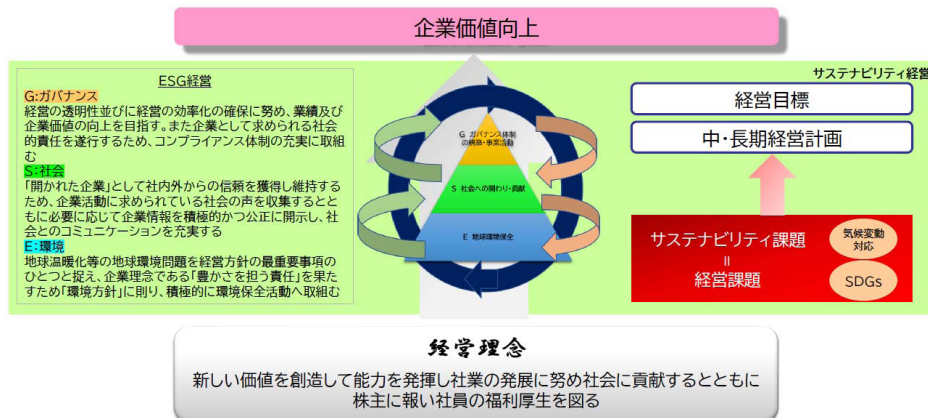 企業価値向上
ESG経営
G:ガバナンス
経営の透明性並びに経営の効率化の確保に努め、業績及び
企業価値の向上を目指す。また企業として求められる社会
的責任を遂行するため、コンプライアンス体制の充実に取組
む
S:社会
「開かれた企業」として社内外からの信頼を獲得し維持する
ため、企業活動に求められている社会の声を収集するとと
もに必要に応じて企業情報を積極的かつ公正に開示し、社
会とのコミュニケーションを充実する
E:環境
地球温暖化等の地球環境問題を経営方針の最重要事項の
ひとつと捉え、企業理念である「豊かさを担う責任」を果た
すため「環境方針」に則り、積極的に環境保全活動へ取組む
G ガバナンス体制
の構築・事業活動
S 社会への関わり・貢献
E 地球環境保全
サステナビリティ経営
経営目標
中・長期経営計画
サステナビリティ課題
=
経営課題
気候変動
対応
SDGs
経営理念
新しい価値を創造して能力を発揮し社業の発展に努め社会に貢献するとともに
株主に報い社員の福利厚生を図る